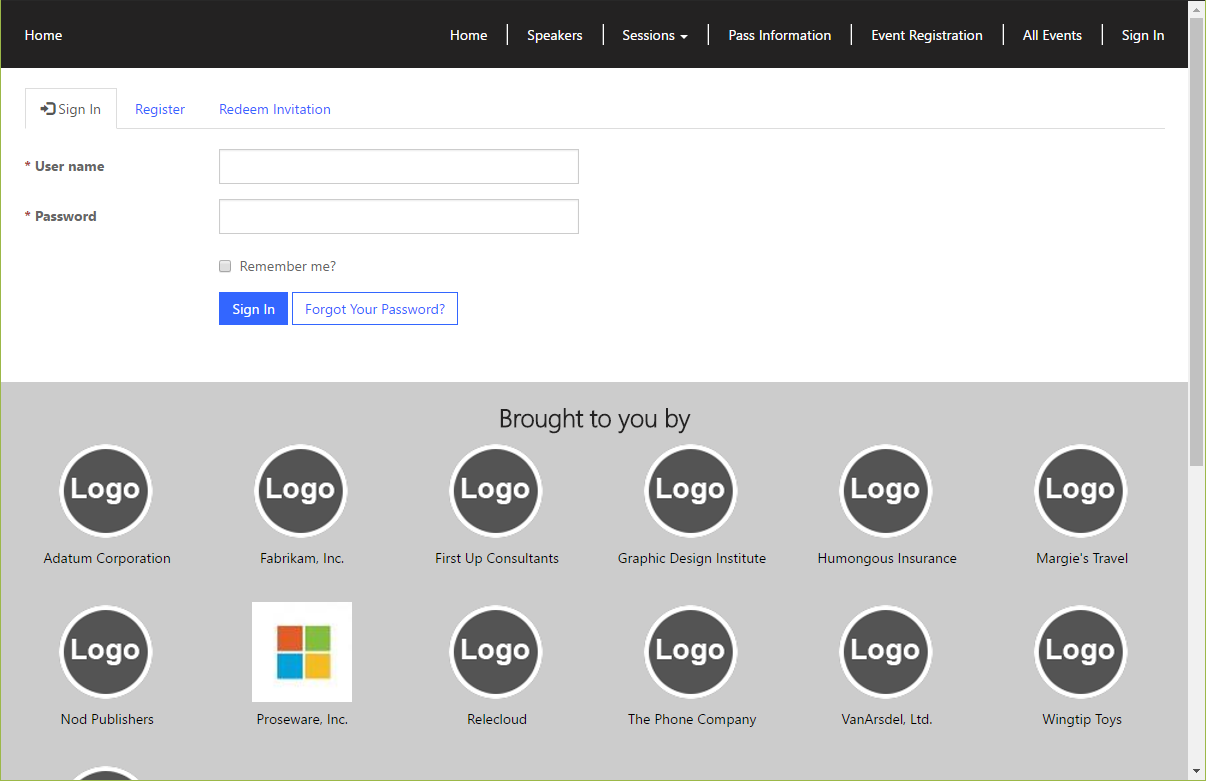 Home Home Speakers Sessions Pass Information Event Registration All Events Sign In
Sign In Register Redeem Invitation
* User name
* Password
Remember me?
Sign In Forgot Your Password?
Brought to you by
Logo Logo Logo Logo Logo Logo
Adatum Corporation Fabrikam, Inc. First Up Consultants Graphic Design Institute Humongous Insurance Margie's Travel
Logo Logo Logo Logo Logo
Nod Publishers Proseware, Inc. Relecloud The Phone Company VanArsdel, Ltd. Wingtip Toys